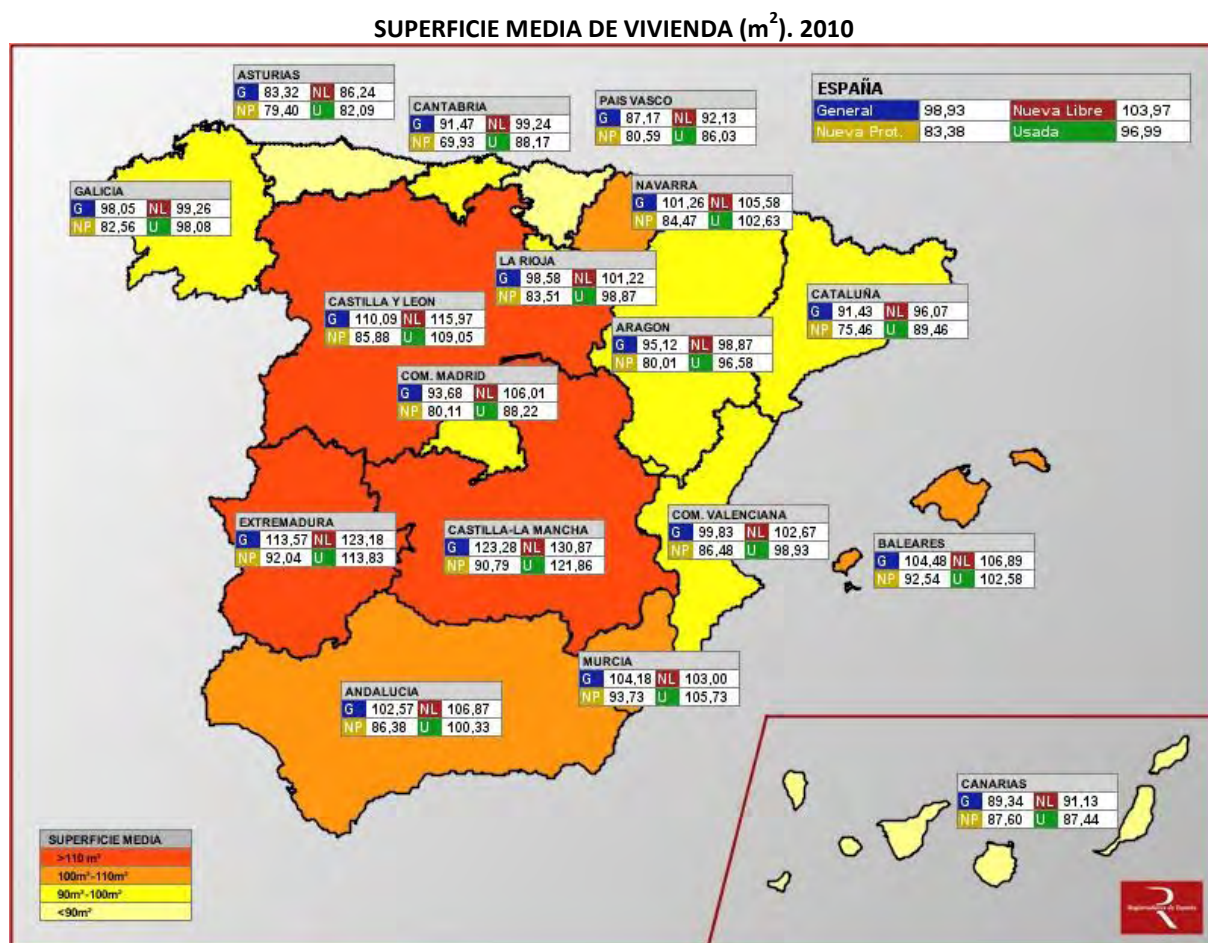 SUPERFICIE MEDIA DE VIVIENDA (m²). 2010
ASTURIAS
G 83,32 NL 86,24
NP 79,40 U 82,09
CANTABRIA
G 91,47 NL 99,24
NP 69,93 U 88,17
PAIS VASCO
G 87,17 NL 92,13
NP 80,59 U 86,03
ESPAÑA
General 98,93 Nueva Libre 103,97
Nueva Prot. 83,38 Usada 96,99
GALICIA
G 98,05 NL 99,26
NP 82,56 U 98,08
NAVARRA
G 101,26 NL 105,58
NP 84,47 U 102,63
LA RIOJA
G 98,58 NL 101,22
NP 83,51 U 98,87
CASTILLA Y LEON
G 110,09 NL 115,97
NP 85,88 U 109,05
CATALUÑA
G 91,43 NL 96,07
NP 75,46 U 89,46
ARAGON
G 95,12 NL 98,87
NP 80,01 U 96,58
COM. MADRID
G 93,68 NL 106,01
NP 80,11 U 88,22
EXTREMADURA
G 113,57 NL 123,18
NP 92,04 U 113,83
CASTILLA-LA MANCHA
G 123,28 NL 130,87
NP 90,79 U 121,86
COM. VALENCIANA
G 99,83 NL 102,67
NP 86,48 U 98,93
BALEARES
G 104,48 NL 106,89
NP 92,54 U 102,58
MURCIA
G 104,18 NL 103,00
NP 93,73 U 105,73
ANDALUCIA
G 102,57 NL 106,87
NP 86,38 U 100,33
CANARIAS
G 89,34 NL 91,13
NP 87,60 U 87,44
SUPERFICIE MEDIA
>110 m²
100m²-110m²
90m²-100m²
<90m²
R
Registradores de España